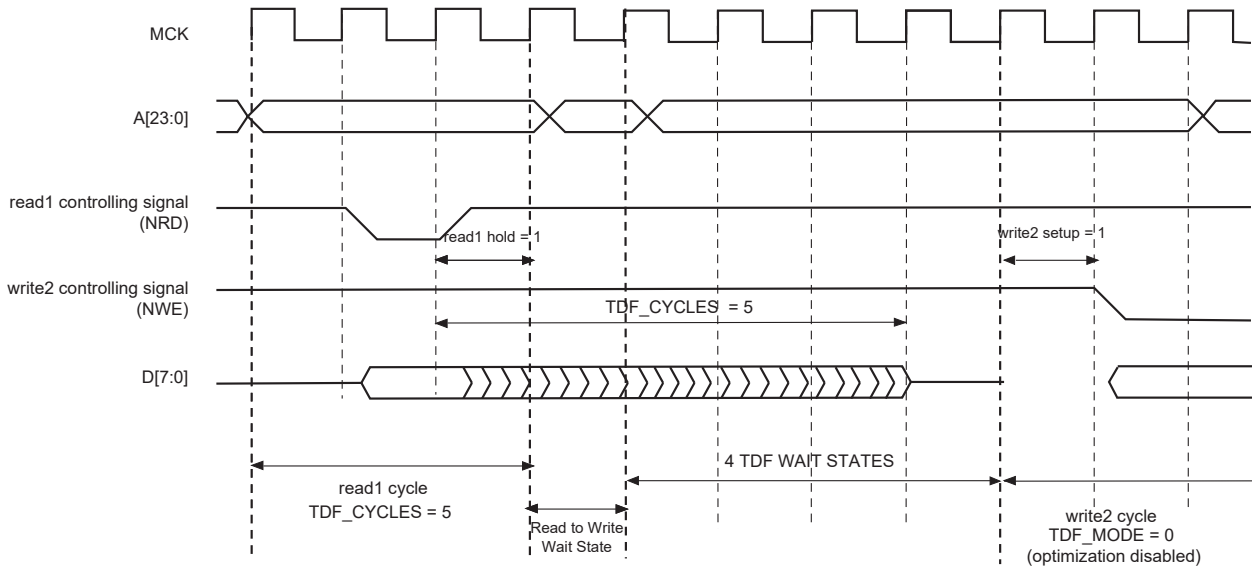 MCK
A[23:0]
read1 controlling signal
(NRD)
read1 hold = 1
write2 setup = 1
write2 controlling signal
(NWE)
TDF_CYCLES = 5
D[7:0]
4 TDF WAIT STATES
read1 cycle
TDF_CYCLES = 5
Read to Write
Wait State
write2 cycle
TDF_MODE = 0
(optimization disabled)